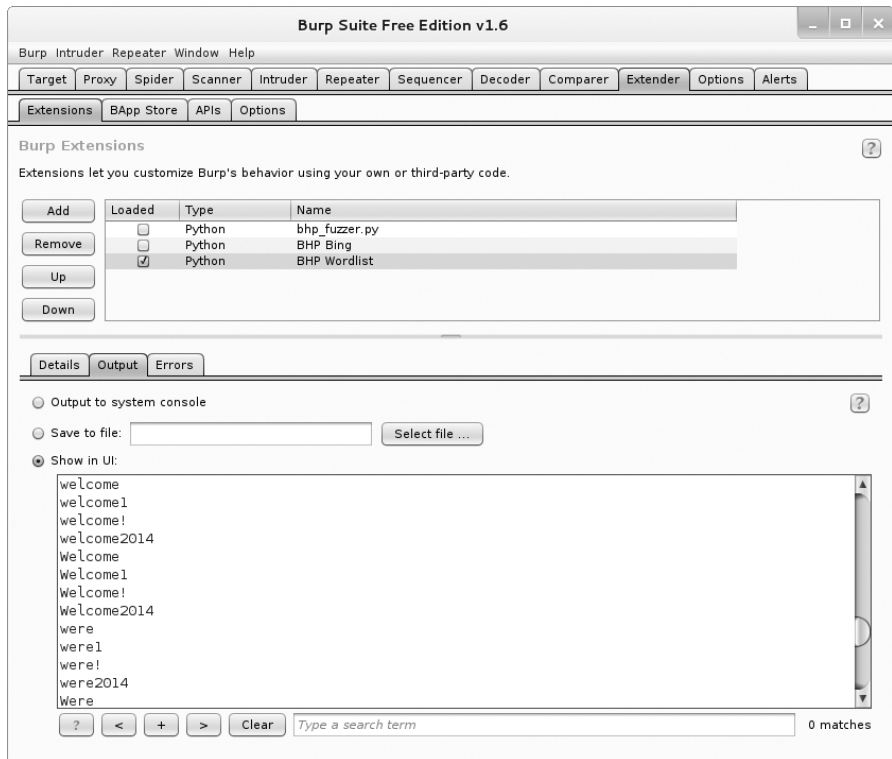 Burp Suite Free Edition v1.6
Burp Intruder Repeater Window Help
Target Proxy Spider Scanner Intruder Repeater Sequencer Decoder Comparer Extender Options Alerts
Extensions BApp Store APIs Options
Burp Extensions
?
Extensions let you customize Burp's behavior using your own or third-party code.
Add
Remove
Up
Down
Loaded Type Name
Python bhp_fuzzer.py
Python BHP Bing
Python BHP Wordlist
Details Output Errors
Output to system console
?
Save to file: Select file ...
Show in UI:
welcome
welcome1
welcome!
welcome2014
Welcome
Welcome1
Welcome!
Welcome2014
were
were1
were!
were2014
Were
? < + > Clear Type a search term 0 matches